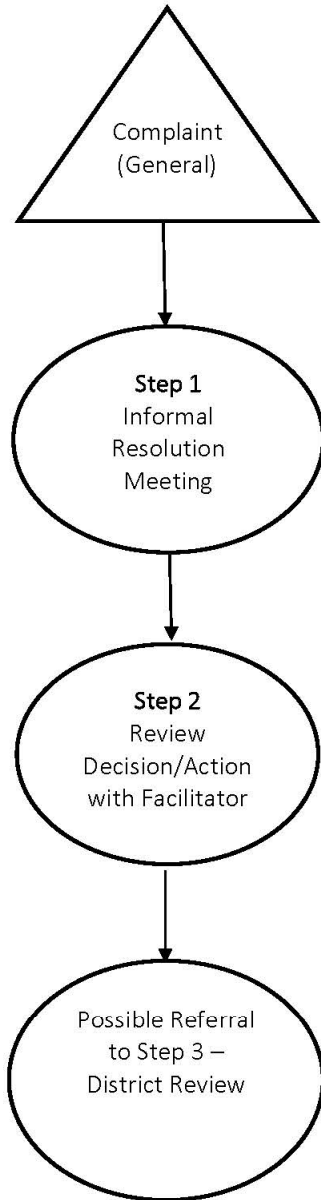 Complaint
(General)
Step 1
Informal
Resolution
Meeting
Step 2
Review
Decision/Action
with Facilitator
Possible Referral
to Step 3 –
District Review